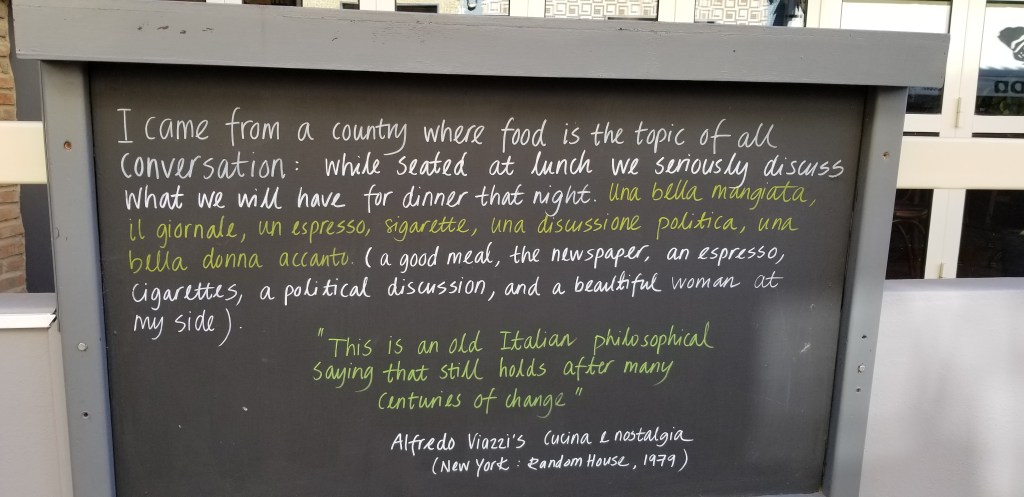 I came from a country where food is the topic of all
conversation: while seated at lunch we seriously discuss
what we will have for dinner that night. Una bella mangiata,
il giornale, un espresso, sigarette, una discussione politica, una
bella donna accanto. (a good meal, the newspaper, an espresso,
cigarettes, a political discussion, and a beautiful woman at
my side).
"This is an old Italian philosophical
saying that still holds after many
centuries of change"
Alfredo Viazzi's Cucina e nostalgia
(New York: Random House, 1979)